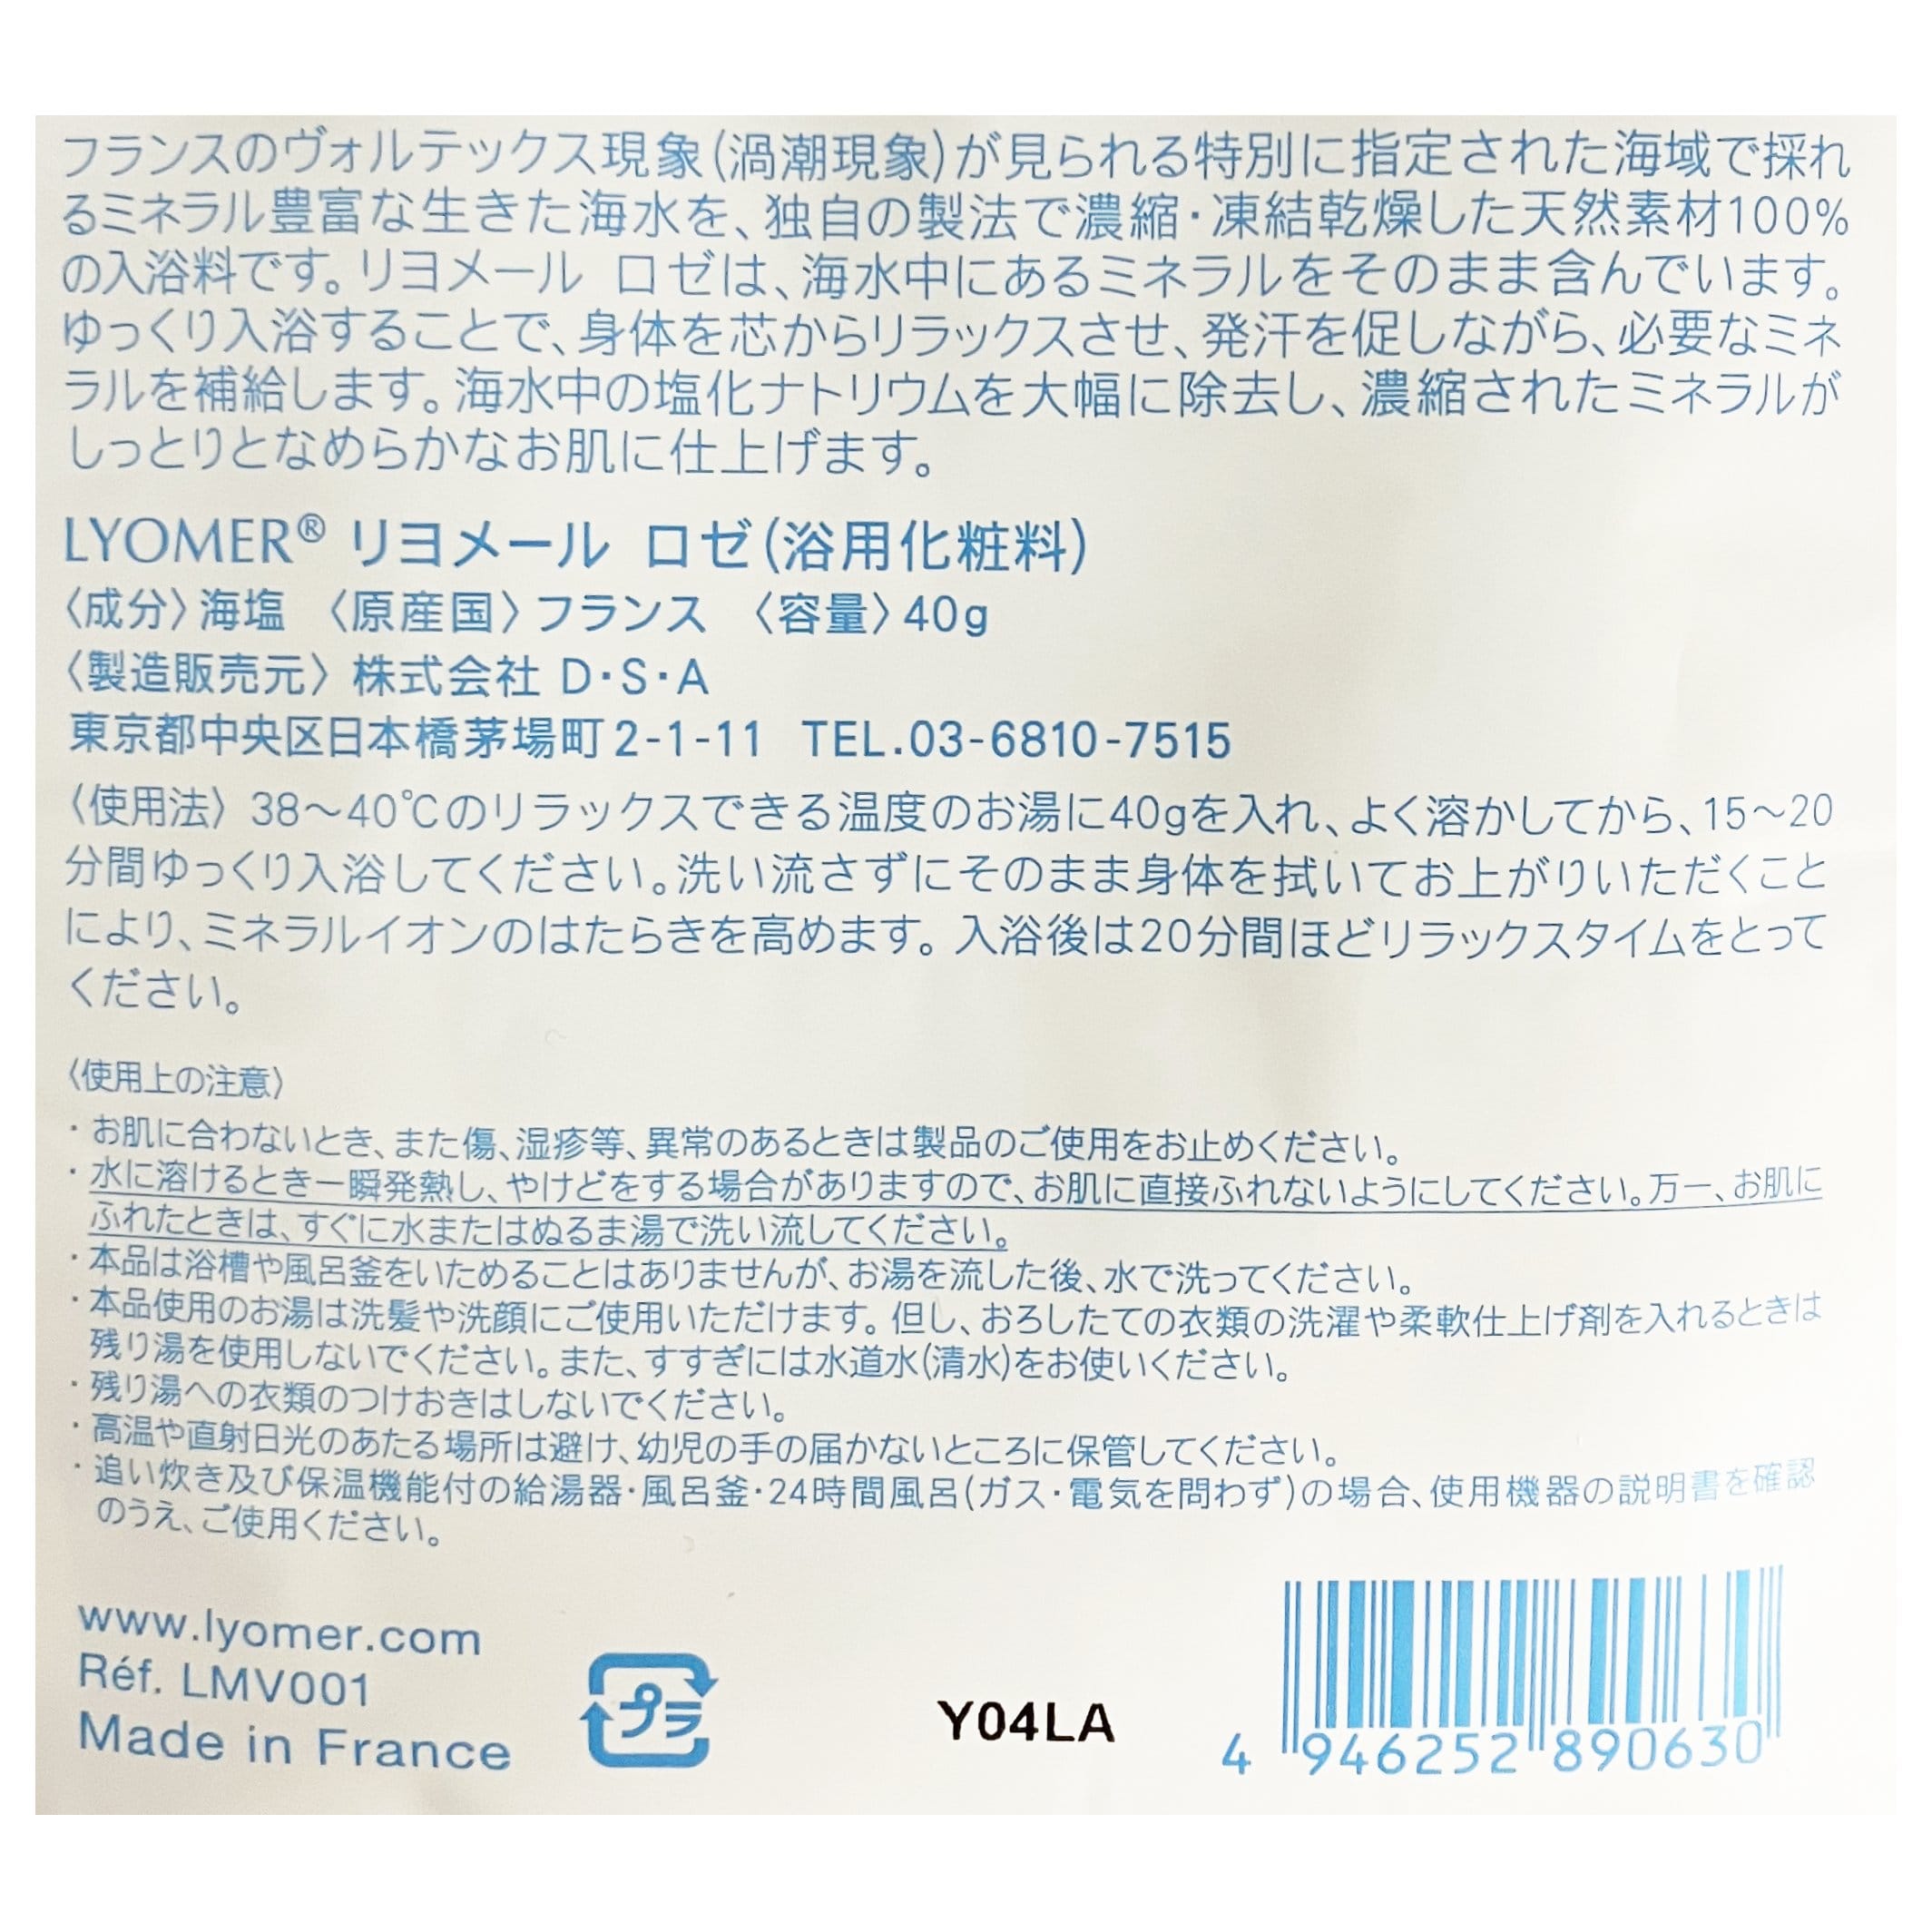 フランスのヴォルテックス現象(渦潮現象)が見られる特別に指定された海域で採れ
るミネラル豊富な生きた海水を、独自の製法で濃縮・凍結乾燥した天然素材100%
の入浴料です。リヨメール ロゼは、海水中にあるミネラルをそのまま含んでいます。
ゆっくり入浴することで、身体を芯からリラックスさせ、発汗を促しながら、必要なミネ
ラルを補給します。海水中の塩化ナトリウムを大幅に除去し、濃縮されたミネラルが
しっとりとなめらかなお肌に仕上げます。
LYOMER® リヨメール ロゼ(浴用化粧料)
〈成分〉海塩 〈原産国〉フランス 〈容量〉40g
〈製造販売元〉株式会社 D・S・A
東京都中央区日本橋茅場町2-1-11 TEL.03-6810-7515
〈使用法〉38～40℃のリラックスできる温度のお湯に40gを入れ、よく溶かしてから、15～20
分間ゆっくり入浴してください。洗い流さずにそのまま身体を拭いてお上がりいただくこと
により、ミネラルイオンのはたらきを高めます。入浴後は20分間ほどリラックスタイムをとって
ください。
〈使用上の注意〉
・お肌に合わないとき、また傷、湿疹等、異常のあるときは製品のご使用をお止めください。
・水に溶けるとき一瞬発熱し、やけどをする場合がありますので、お肌に直接ふれないようにしてください。万一、お肌に
ふれたときは、すぐに水またはぬるま湯で洗い流してください。
・本品は浴槽や風呂釜をいためることはありませんが、お湯を流した後、水で洗ってください。
・本品使用のお湯は洗髪や洗顔にご使用いただけます。但し、おろしたての衣類の洗濯や柔軟仕上げ剤を入れるときは
残り湯を使用しないでください。また、すすぎには水道水(清水)をお使いください。
・残り湯への衣類のつけおきはしないでください。
・高温や直射日光のあたる場所は避け、幼児の手の届かないところに保管してください。
・追い炊き及び保温機能付の給湯器・風呂釜・24時間風呂(ガス・電気を問わず)の場合、使用機器の説明書を確認
のうえ、ご使用ください。
www.lyomer.com
Réf. LMV001
Made in France
プラ
Y04LA
4 946252 890630